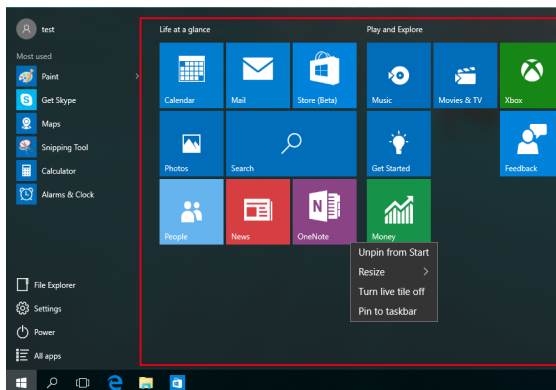 test
Most used
Paint
Get Skype
Maps
Snipping Tool
Calculator
Alarms & Clock
File Explorer
Settings
Power
All apps
Life at a glance
Play and Explore
Calendar
Mail
Store (Beta)
Music
Movies & TV
Xbox
Photos
Search
Get Started
Feedback
People
News
OneNote
Money
Unpin from Start
Resize
Turn live tile off
Pin to taskbar